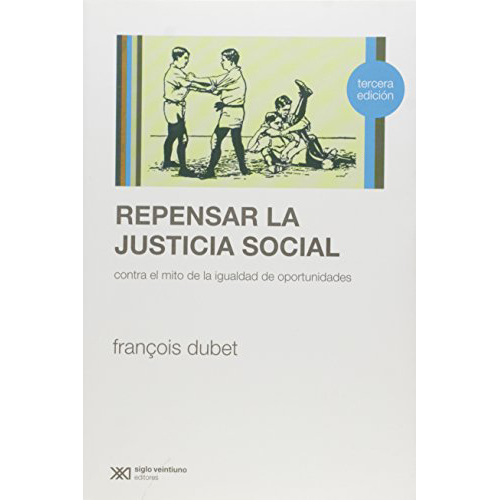 tercera
edición
REPENSAR LA
JUSTICIA SOCIAL
contra el mito de la igualdad de oportunidades
françois dubet
siglo veintiuno
editores